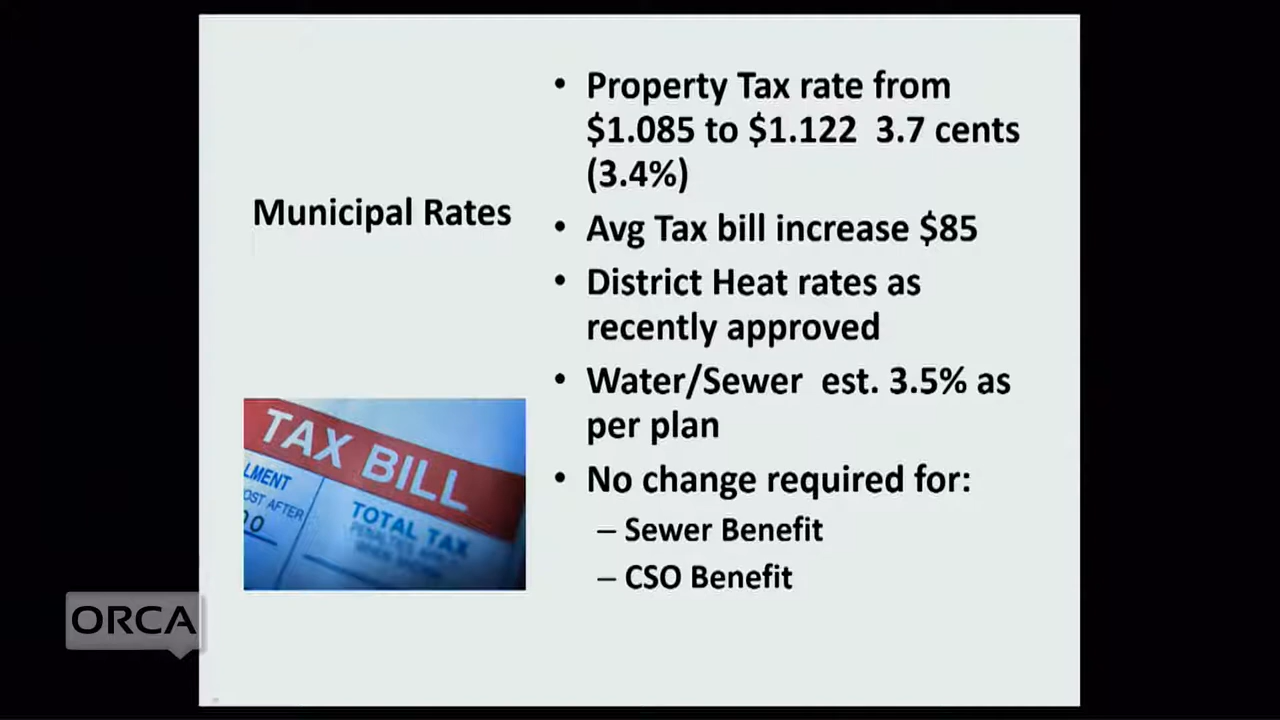 Municipal Rates
• Property Tax rate from
$1.085 to $1.122  3.7 cents
(3.4%)
• Avg Tax bill increase $85
• District Heat rates as
recently approved
• Water/Sewer  est. 3.5% as
per plan
• No change required for:
– Sewer Benefit
– CSO Benefit
TAX BILL
LMENT
OST AFTER
00
TOTAL TAX
ORCA